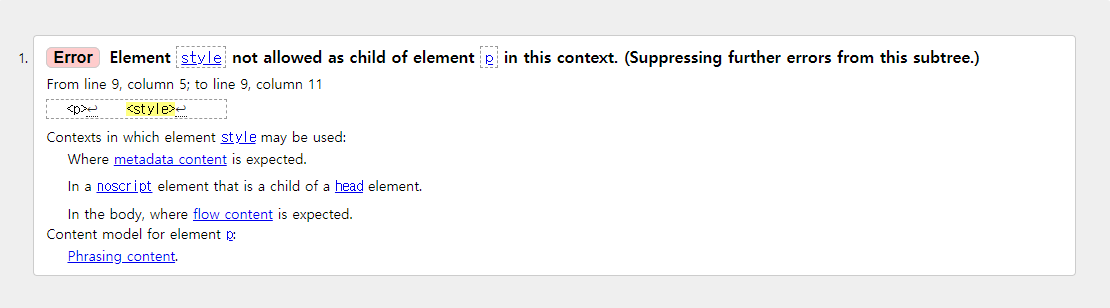 1. Error Element style not allowed as child of element p in this context. (Suppressing further errors from this subtree.)
From line 9, column 5; to line 9, column 11
<p>↩    <style>↩
Contexts in which element style may be used:
Where metadata content is expected.
In a noscript element that is a child of a head element.
In the body, where flow content is expected.
Content model for element p:
Phrasing content.